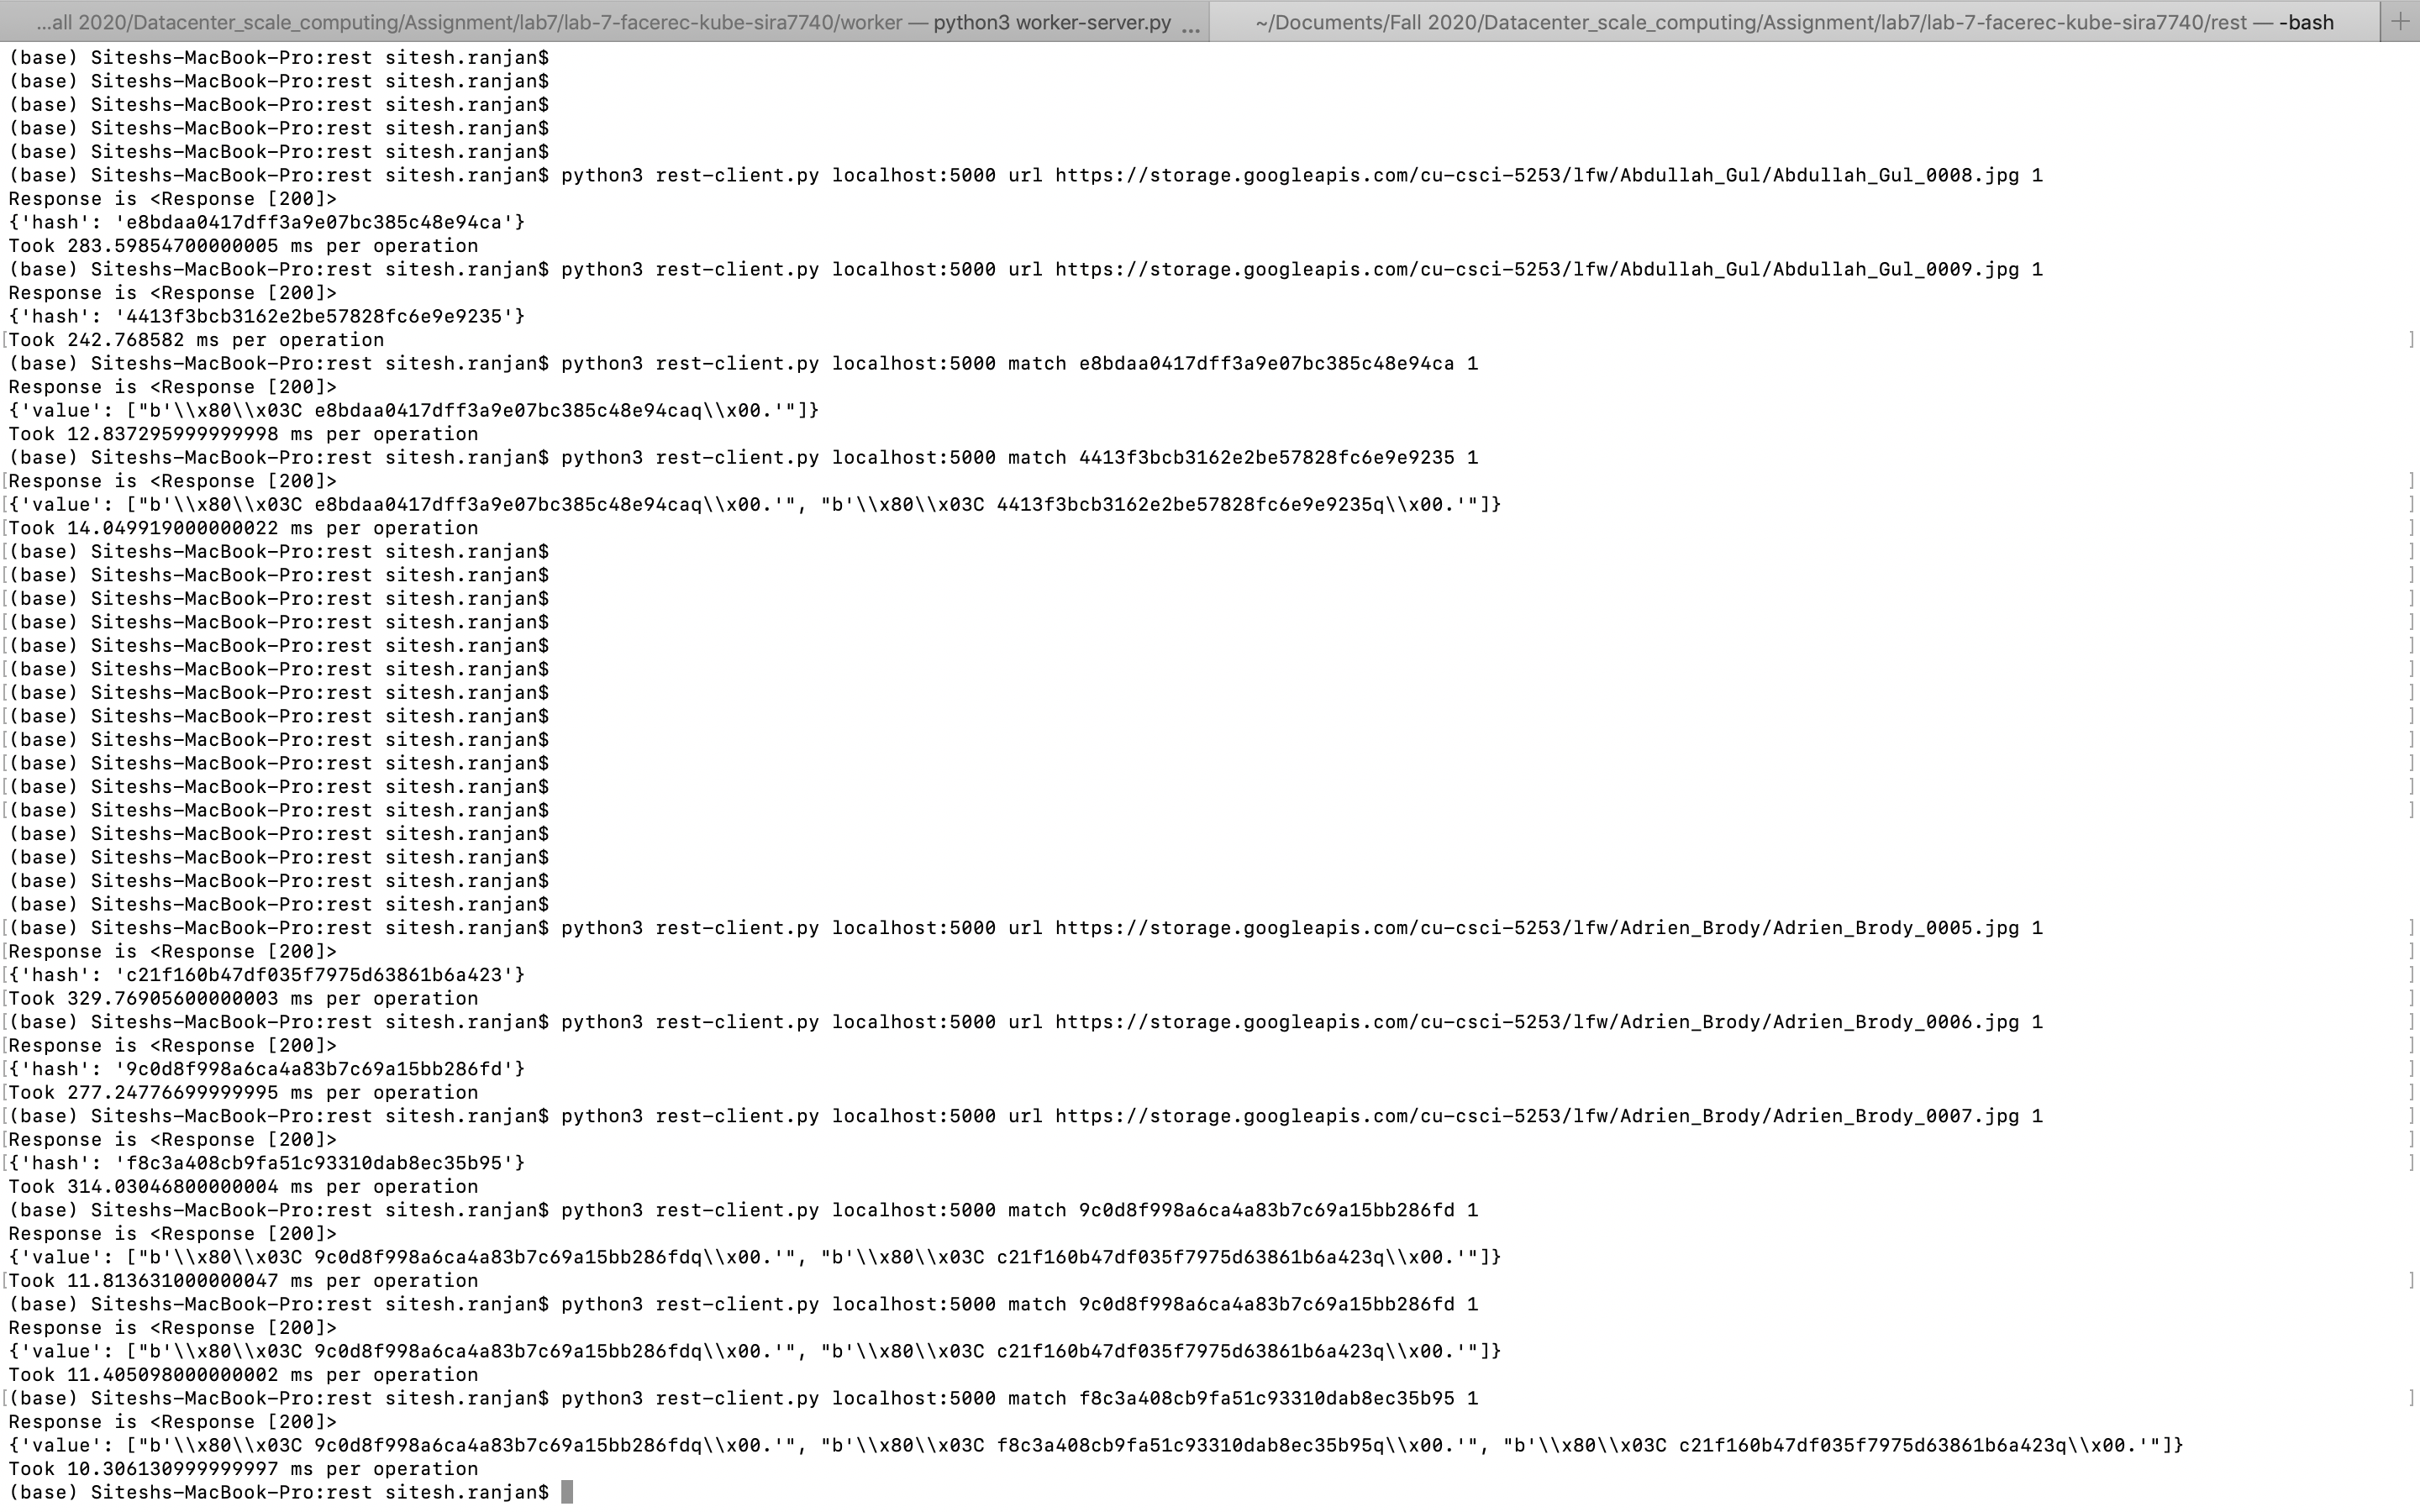 ...all 2020/Datacenter_scale_computing/Assignment/lab7/lab-7-facerec-kube-sira7740/worker — python3 worker-server.py ...
~/Documents/Fall 2020/Datacenter_scale_computing/Assignment/lab7/lab-7-facerec-kube-sira7740/rest — -bash
(base) Siteshs-MacBook-Pro:rest sitesh.ranjan$
(base) Siteshs-MacBook-Pro:rest sitesh.ranjan$
(base) Siteshs-MacBook-Pro:rest sitesh.ranjan$
(base) Siteshs-MacBook-Pro:rest sitesh.ranjan$
(base) Siteshs-MacBook-Pro:rest sitesh.ranjan$
(base) Siteshs-MacBook-Pro:rest sitesh.ranjan$ python3 rest-client.py localhost:5000 url https://storage.googleapis.com/cu-csci-5253/lfw/Abdullah_Gul/Abdullah_Gul_0008.jpg 1
Response is <Response [200]>
{'hash': 'e8bdaa0417dff3a9e07bc385c48e94ca'}
Took 283.59854700000005 ms per operation
(base) Siteshs-MacBook-Pro:rest sitesh.ranjan$ python3 rest-client.py localhost:5000 url https://storage.googleapis.com/cu-csci-5253/lfw/Abdullah_Gul/Abdullah_Gul_0009.jpg 1
Response is <Response [200]>
{'hash': '4413f3bcb3162e2be57828fc6e9e9235'}
[Took 242.768582 ms per operation ]
(base) Siteshs-MacBook-Pro:rest sitesh.ranjan$ python3 rest-client.py localhost:5000 match e8bdaa0417dff3a9e07bc385c48e94ca 1
Response is <Response [200]>
{'value': ["b'\\x80\\x03C e8bdaa0417dff3a9e07bc385c48e94caq\\x00.'"]}
Took 12.837295999999998 ms per operation
(base) Siteshs-MacBook-Pro:rest sitesh.ranjan$ python3 rest-client.py localhost:5000 match 4413f3bcb3162e2be57828fc6e9e9235 1
[Response is <Response [200]> ]
[{'value': ["b'\\x80\\x03C e8bdaa0417dff3a9e07bc385c48e94caq\\x00.'", "b'\\x80\\x03C 4413f3bcb3162e2be57828fc6e9e9235q\\x00.'"]} ]
[Took 14.049919000000022 ms per operation ]
[(base) Siteshs-MacBook-Pro:rest sitesh.ranjan$ ]
[(base) Siteshs-MacBook-Pro:rest sitesh.ranjan$ ]
[(base) Siteshs-MacBook-Pro:rest sitesh.ranjan$ ]
[(base) Siteshs-MacBook-Pro:rest sitesh.ranjan$ ]
[(base) Siteshs-MacBook-Pro:rest sitesh.ranjan$ ]
[(base) Siteshs-MacBook-Pro:rest sitesh.ranjan$ ]
[(base) Siteshs-MacBook-Pro:rest sitesh.ranjan$ ]
[(base) Siteshs-MacBook-Pro:rest sitesh.ranjan$ ]
[(base) Siteshs-MacBook-Pro:rest sitesh.ranjan$ ]
[(base) Siteshs-MacBook-Pro:rest sitesh.ranjan$ ]
[(base) Siteshs-MacBook-Pro:rest sitesh.ranjan$ ]
[(base) Siteshs-MacBook-Pro:rest sitesh.ranjan$ ]
(base) Siteshs-MacBook-Pro:rest sitesh.ranjan$
(base) Siteshs-MacBook-Pro:rest sitesh.ranjan$
(base) Siteshs-MacBook-Pro:rest sitesh.ranjan$
(base) Siteshs-MacBook-Pro:rest sitesh.ranjan$
[(base) Siteshs-MacBook-Pro:rest sitesh.ranjan$ python3 rest-client.py localhost:5000 url https://storage.googleapis.com/cu-csci-5253/lfw/Adrien_Brody/Adrien_Brody_0005.jpg 1 ]
[Response is <Response [200]> ]
[{'hash': 'c21f160b47df035f7975d63861b6a423'} ]
[Took 329.76905600000003 ms per operation ]
[(base) Siteshs-MacBook-Pro:rest sitesh.ranjan$ python3 rest-client.py localhost:5000 url https://storage.googleapis.com/cu-csci-5253/lfw/Adrien_Brody/Adrien_Brody_0006.jpg 1 ]
[Response is <Response [200]> ]
[{'hash': '9c0d8f998a6ca4a83b7c69a15bb286fd'} ]
[Took 277.24776699999995 ms per operation ]
[(base) Siteshs-MacBook-Pro:rest sitesh.ranjan$ python3 rest-client.py localhost:5000 url https://storage.googleapis.com/cu-csci-5253/lfw/Adrien_Brody/Adrien_Brody_0007.jpg 1 ]
[Response is <Response [200]> ]
[{'hash': 'f8c3a408cb9fa51c93310dab8ec35b95'} ]
Took 314.03046800000004 ms per operation
(base) Siteshs-MacBook-Pro:rest sitesh.ranjan$ python3 rest-client.py localhost:5000 match 9c0d8f998a6ca4a83b7c69a15bb286fd 1
Response is <Response [200]>
{'value': ["b'\\x80\\x03C 9c0d8f998a6ca4a83b7c69a15bb286fdq\\x00.'", "b'\\x80\\x03C c21f160b47df035f7975d63861b6a423q\\x00.'"]}
[Took 11.813631000000047 ms per operation ]
(base) Siteshs-MacBook-Pro:rest sitesh.ranjan$ python3 rest-client.py localhost:5000 match 9c0d8f998a6ca4a83b7c69a15bb286fd 1
Response is <Response [200]>
{'value': ["b'\\x80\\x03C 9c0d8f998a6ca4a83b7c69a15bb286fdq\\x00.'", "b'\\x80\\x03C c21f160b47df035f7975d63861b6a423q\\x00.'"]}
Took 11.405098000000002 ms per operation
[(base) Siteshs-MacBook-Pro:rest sitesh.ranjan$ python3 rest-client.py localhost:5000 match f8c3a408cb9fa51c93310dab8ec35b95 1 ]
Response is <Response [200]>
{'value': ["b'\\x80\\x03C 9c0d8f998a6ca4a83b7c69a15bb286fdq\\x00.'", "b'\\x80\\x03C f8c3a408cb9fa51c93310dab8ec35b95q\\x00.'", "b'\\x80\\x03C c21f160b47df035f7975d63861b6a423q\\x00.'"]}
Took 10.306130999999997 ms per operation
(base) Siteshs-MacBook-Pro:rest sitesh.ranjan$